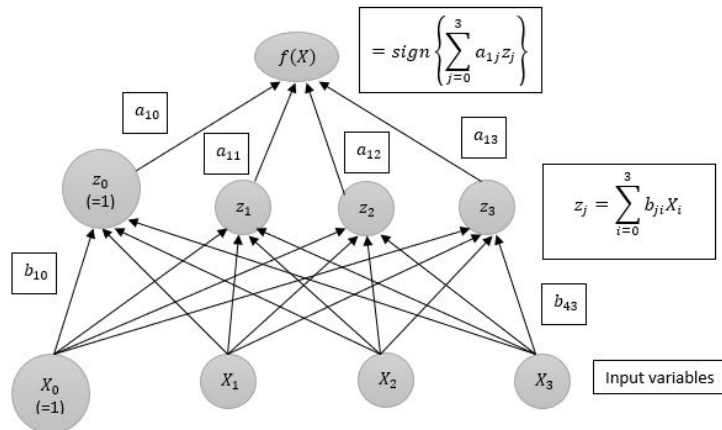 f(X)
= sign{∑_{j=0}^{3} a_{1j}z_j}
a_{10}
a_{11}
a_{12}
a_{13}
z_0
(=1)
z_1
z_2
z_3
z_j = ∑_{i=0}^{3} b_{ji}X_i
b_{10}
b_{43}
X_0
(=1)
X_1
X_2
X_3
Input variables